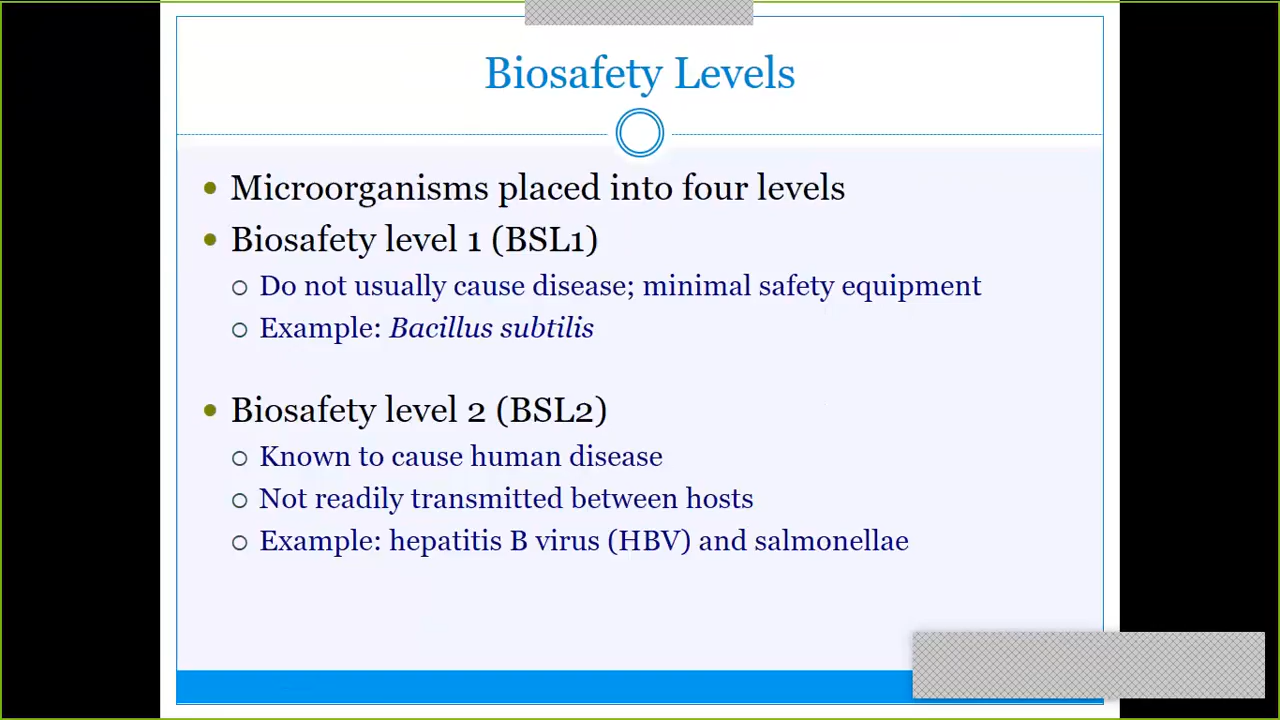 Biosafety Levels
Microorganisms placed into four levels
Biosafety level 1 (BSL1)
Do not usually cause disease; minimal safety equipment
Example: Bacillus subtilis
Biosafety level 2 (BSL2)
Known to cause human disease
Not readily transmitted between hosts
Example: hepatitis B virus (HBV) and salmonellae